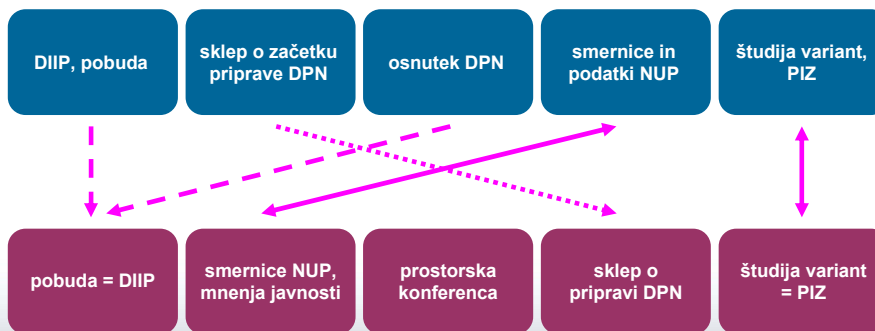 DIIP, pobuda
sklep o začetku
priprave DPN
osnutek DPN
smernice in
podatki NUP
študija variant,
PIZ
pobuda = DIIP
smernice NUP,
mnenja javnosti
prostorska
konferenca
sklep o
pripravi DPN
študija variant
= PIZ